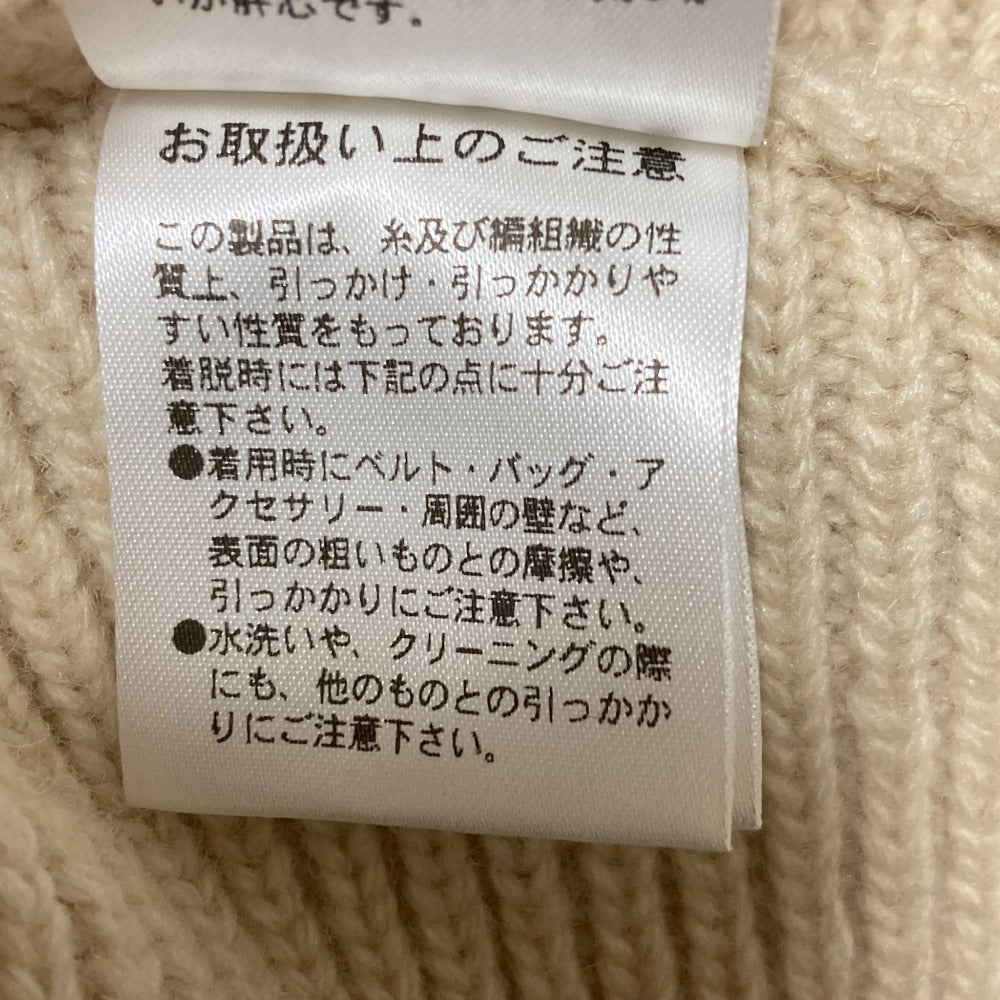 です。
お取扱い上のご注意
この製品は、糸及び編組織の性
質上、引っかけ・引っかかりや
すい性質をもっております。
着脱時には下記の点に十分ご注
意下さい。
●着用時にベルト・バッグ・ア
クセサリー・周囲の壁など、
表面の粗いものとの摩擦や、
引っかかりにご注意下さい。
●水洗いや、クリーニングの際
にも、他のものとの引っかか
りにご注意下さい。